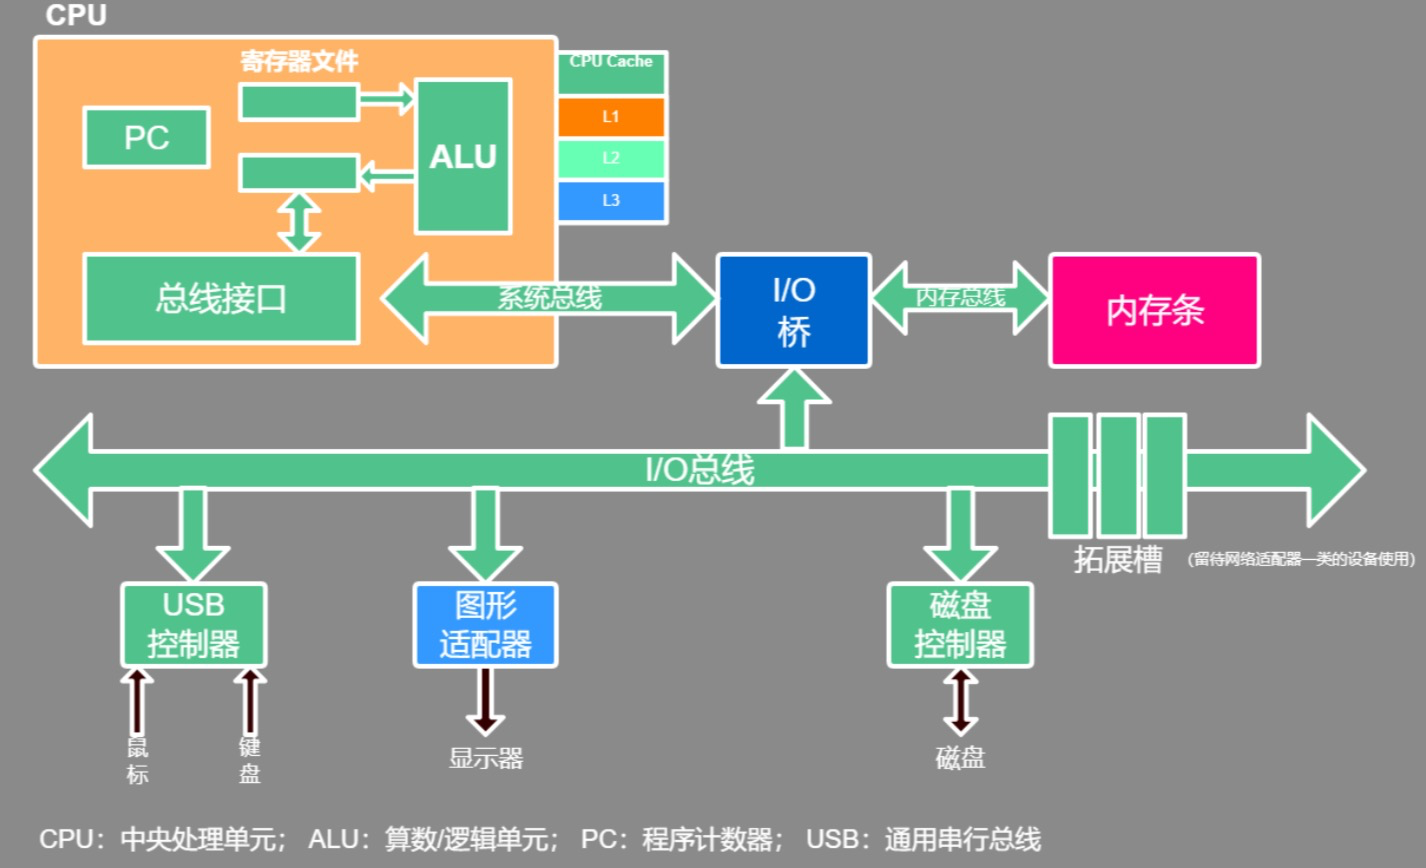 CPU
寄存器文件
CPU Cache
PC
ALU
L1
L2
L3
总线接口
系统总线
I/O
桥
内存总线
内存条
I/O总线
拓展槽
(留待网络适配器一类的设备使用)
USB
控制器
图形
适配器
磁盘
控制器
鼠
标
键
盘
显示器
磁盘
CPU：中央处理单元； ALU：算数/逻辑单元； PC：程序计数器； USB：通用串行总线